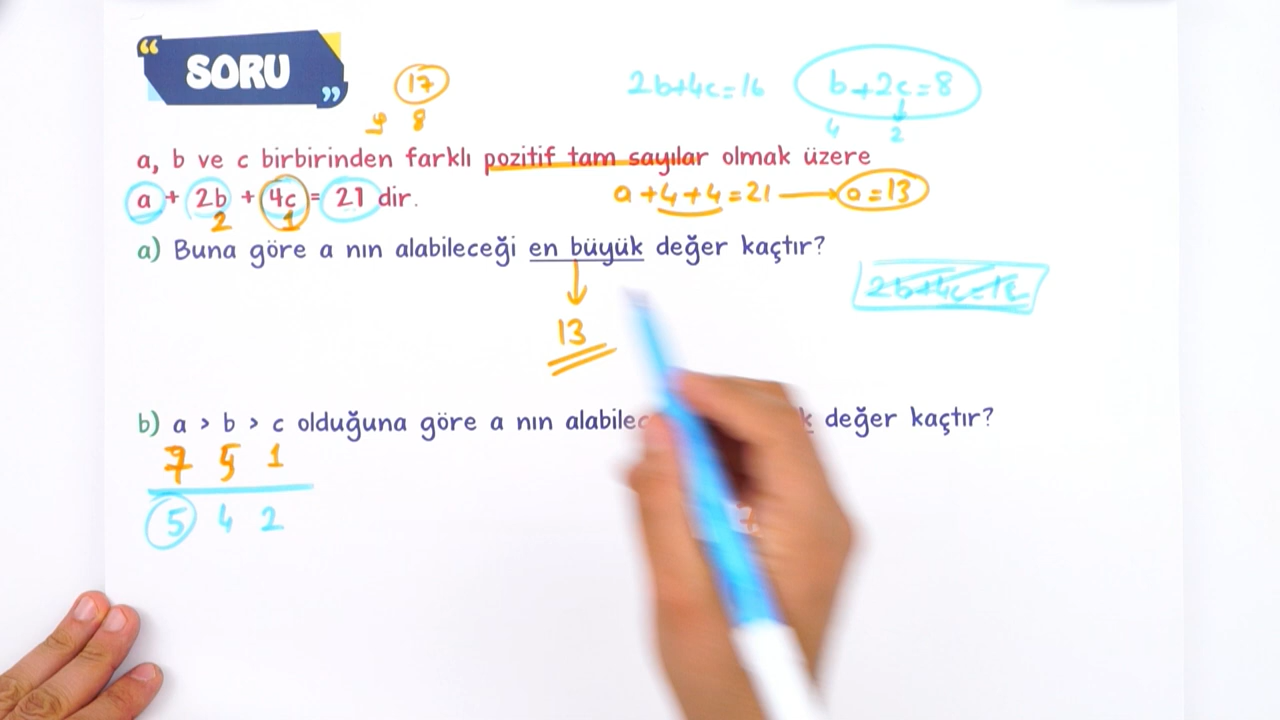 “ SORU ”
17
9 8
2b+4c=16 b+2c=8
4 2
a, b ve c birbirinden farklı pozitif tam sayılar olmak üzere
a + 2b + 4c = 21 dir.
2 1
a+4+4=21 → a=13
a) Buna göre a nın alabileceği en büyük değer kaçtır?
13
b) a > b > c olduğuna göre a nın değer kaçtır?
7 5 1
5 4 2